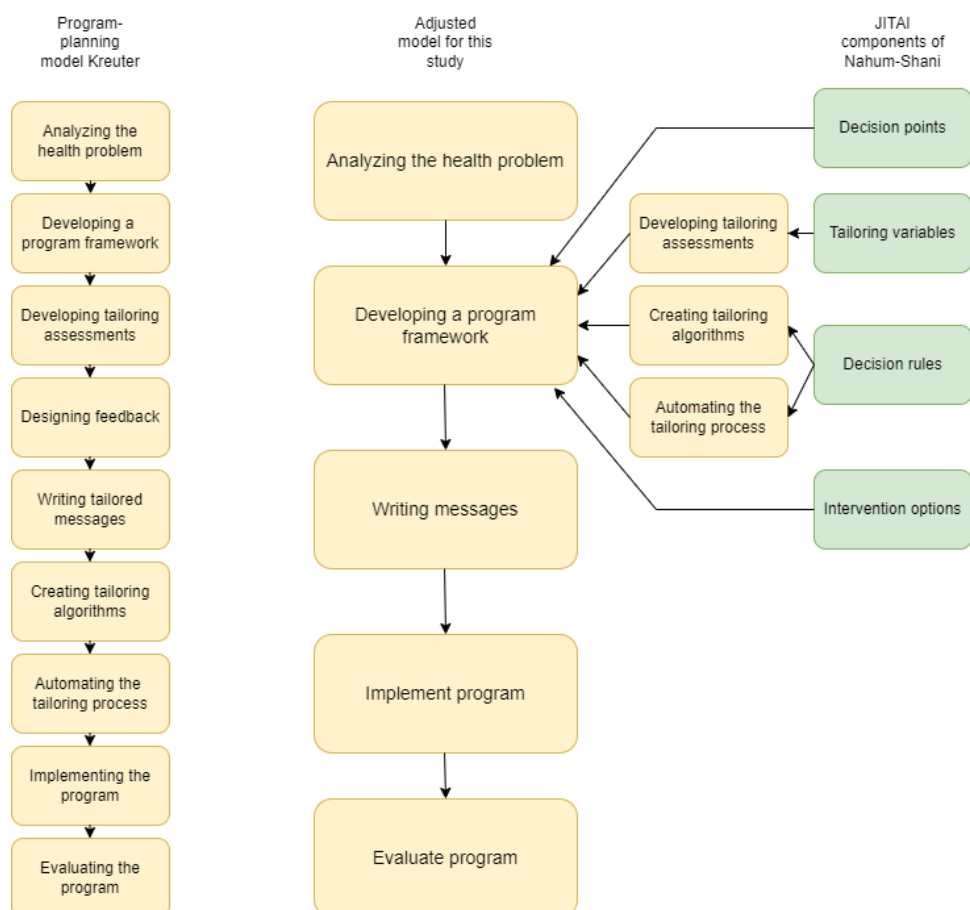 Program-
planning
model Kreuter
Adjusted
model for this
study
JITAI
components of
Nahum-Shani
Analyzing the
health problem
Developing a
program framework
Developing tailoring
assessments
Designing feedback
Writing tailored
messages
Creating tailoring
algorithms
Automating the
tailoring process
Implementing the
program
Evaluating the
program
Analyzing the health problem
Developing a program
framework
Writing messages
Implement program
Evaluate program
Developing tailoring
assessments
Creating tailoring
algorithms
Automating the
tailoring process
Decision points
Tailoring variables
Decision rules
Intervention options